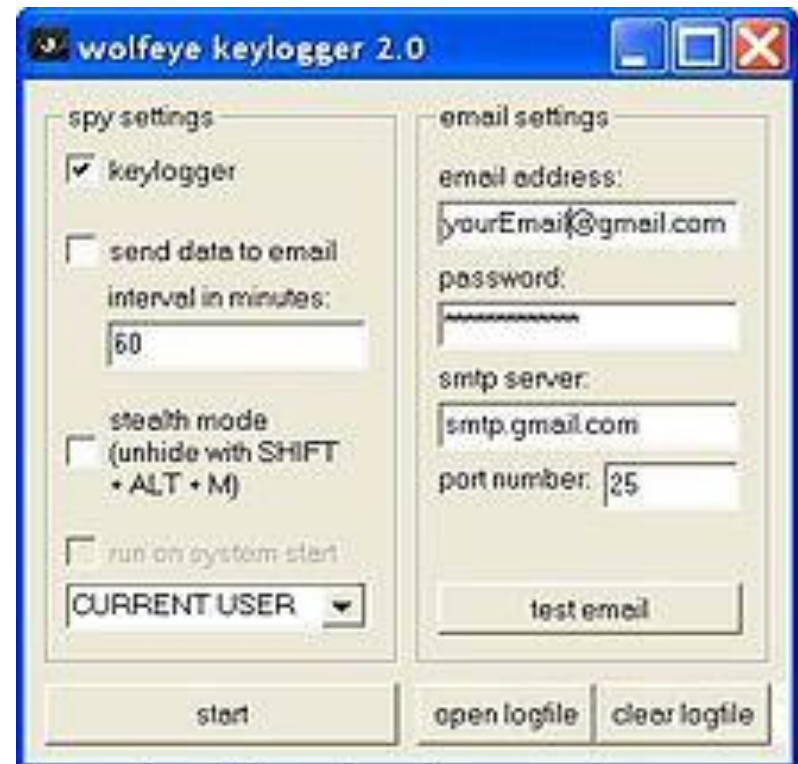 wolfeye keylogger 2.0
spy settings
keylogger
send data to email
interval in minutes:
60
stealth mode
(unhide with SHIFT
+ ALT + M)
run on system start
CURRENT USER
start
email settings
email address:
yourEmail@gmail.com
password:
smtp server:
smtp.gmail.com
port number: 25
test email
open logfile
clear logfile